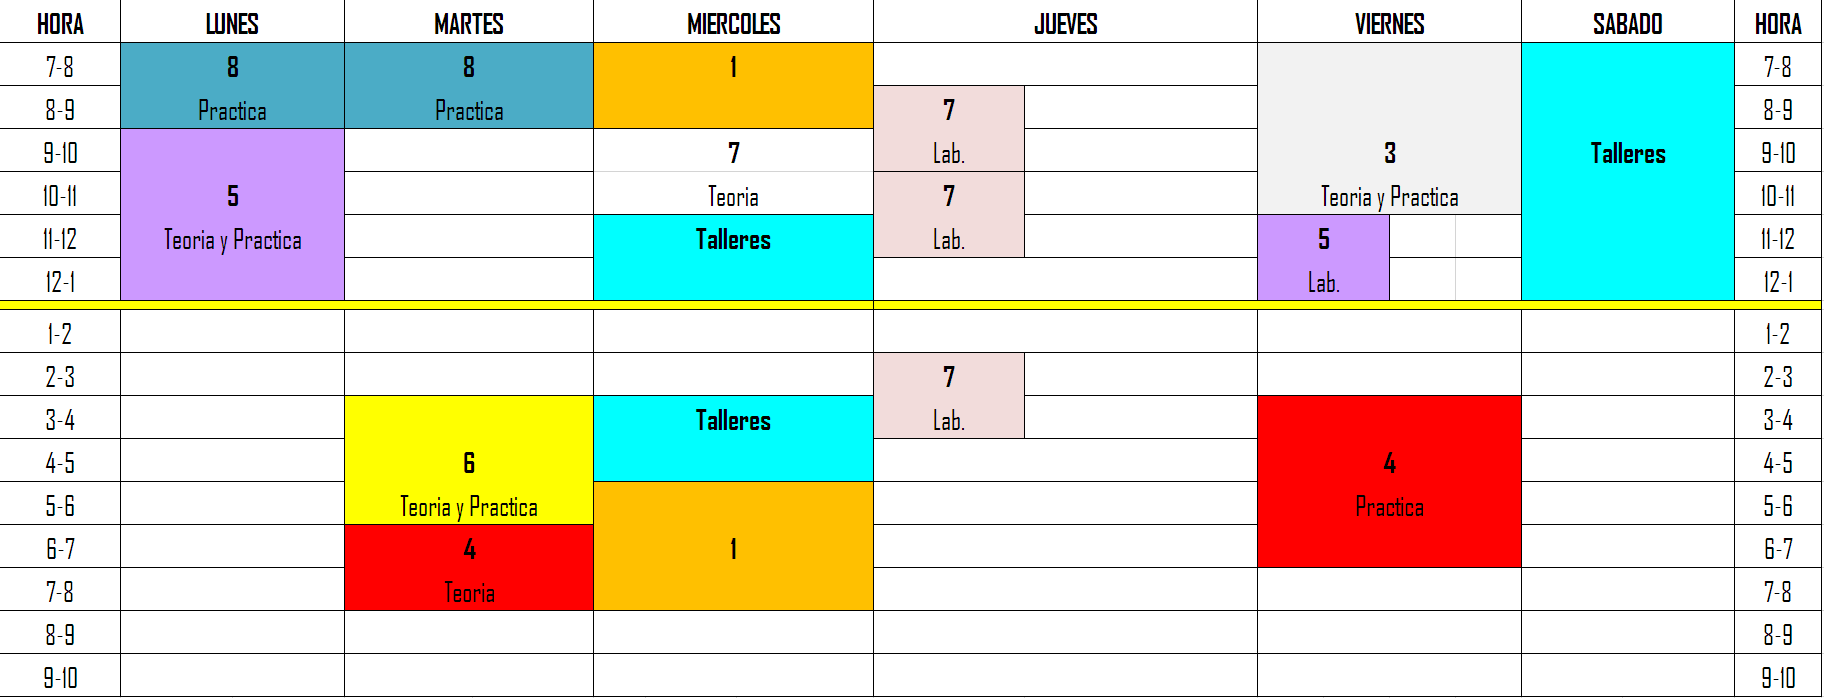 HORA LUNES MARTES MIERCOLES JUEVES VIERNES SABADO HORA
7-8 8 8 1 7-8
8-9 Practica Practica 7 8-9
9-10 7 Lab. 3 Talleres 9-10
10-11 5 Teoria 7 Teoria y Practica 10-11
11-12 Teoria y Practica Talleres Lab. 5 11-12
12-1 Lab. 12-1
1-2 1-2
2-3 7 2-3
3-4 Talleres Lab. 3-4
4-5 6 4 4-5
5-6 Teoria y Practica Practica 5-6
6-7 4 1 6-7
7-8 Teoria 7-8
8-9 8-9
9-10 9-10